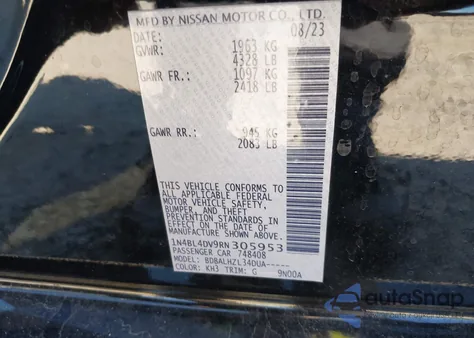 MFD BY NISSAN MOTOR CO., LTD.
DATE: 08/23
GVWR: 1963 KG
4328 LB
GAWR FR.: 1097 KG
2418 LB
GAWR RR.: 945 KG
2083 LB
THIS VEHICLE CONFORMS TO
ALL APPLICABLE FEDERAL
MOTOR VEHICLE SAFETY,
BUMPER, AND THEFT
PREVENTION STANDARDS IN
EFFECT ON THE DATE OF
MANUFACTURE SHOWN ABOVE.
1N4BL4DV9RN305953
PASSENGER CAR 748408
MODEL: BDBALHZL34DUA-----
COLOR: KH3 TRIM: G 9N00A
autoSnap